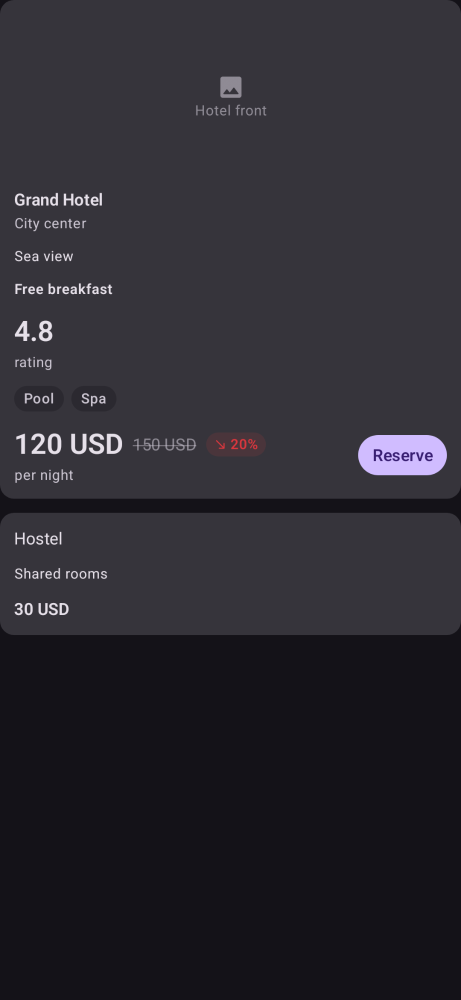 Hotel front
Grand Hotel
City center
Sea view
Free breakfast
4.8
rating
Pool Spa
120 USD 150 USD ↘ 20%
per night
Reserve
Hostel
Shared rooms
30 USD